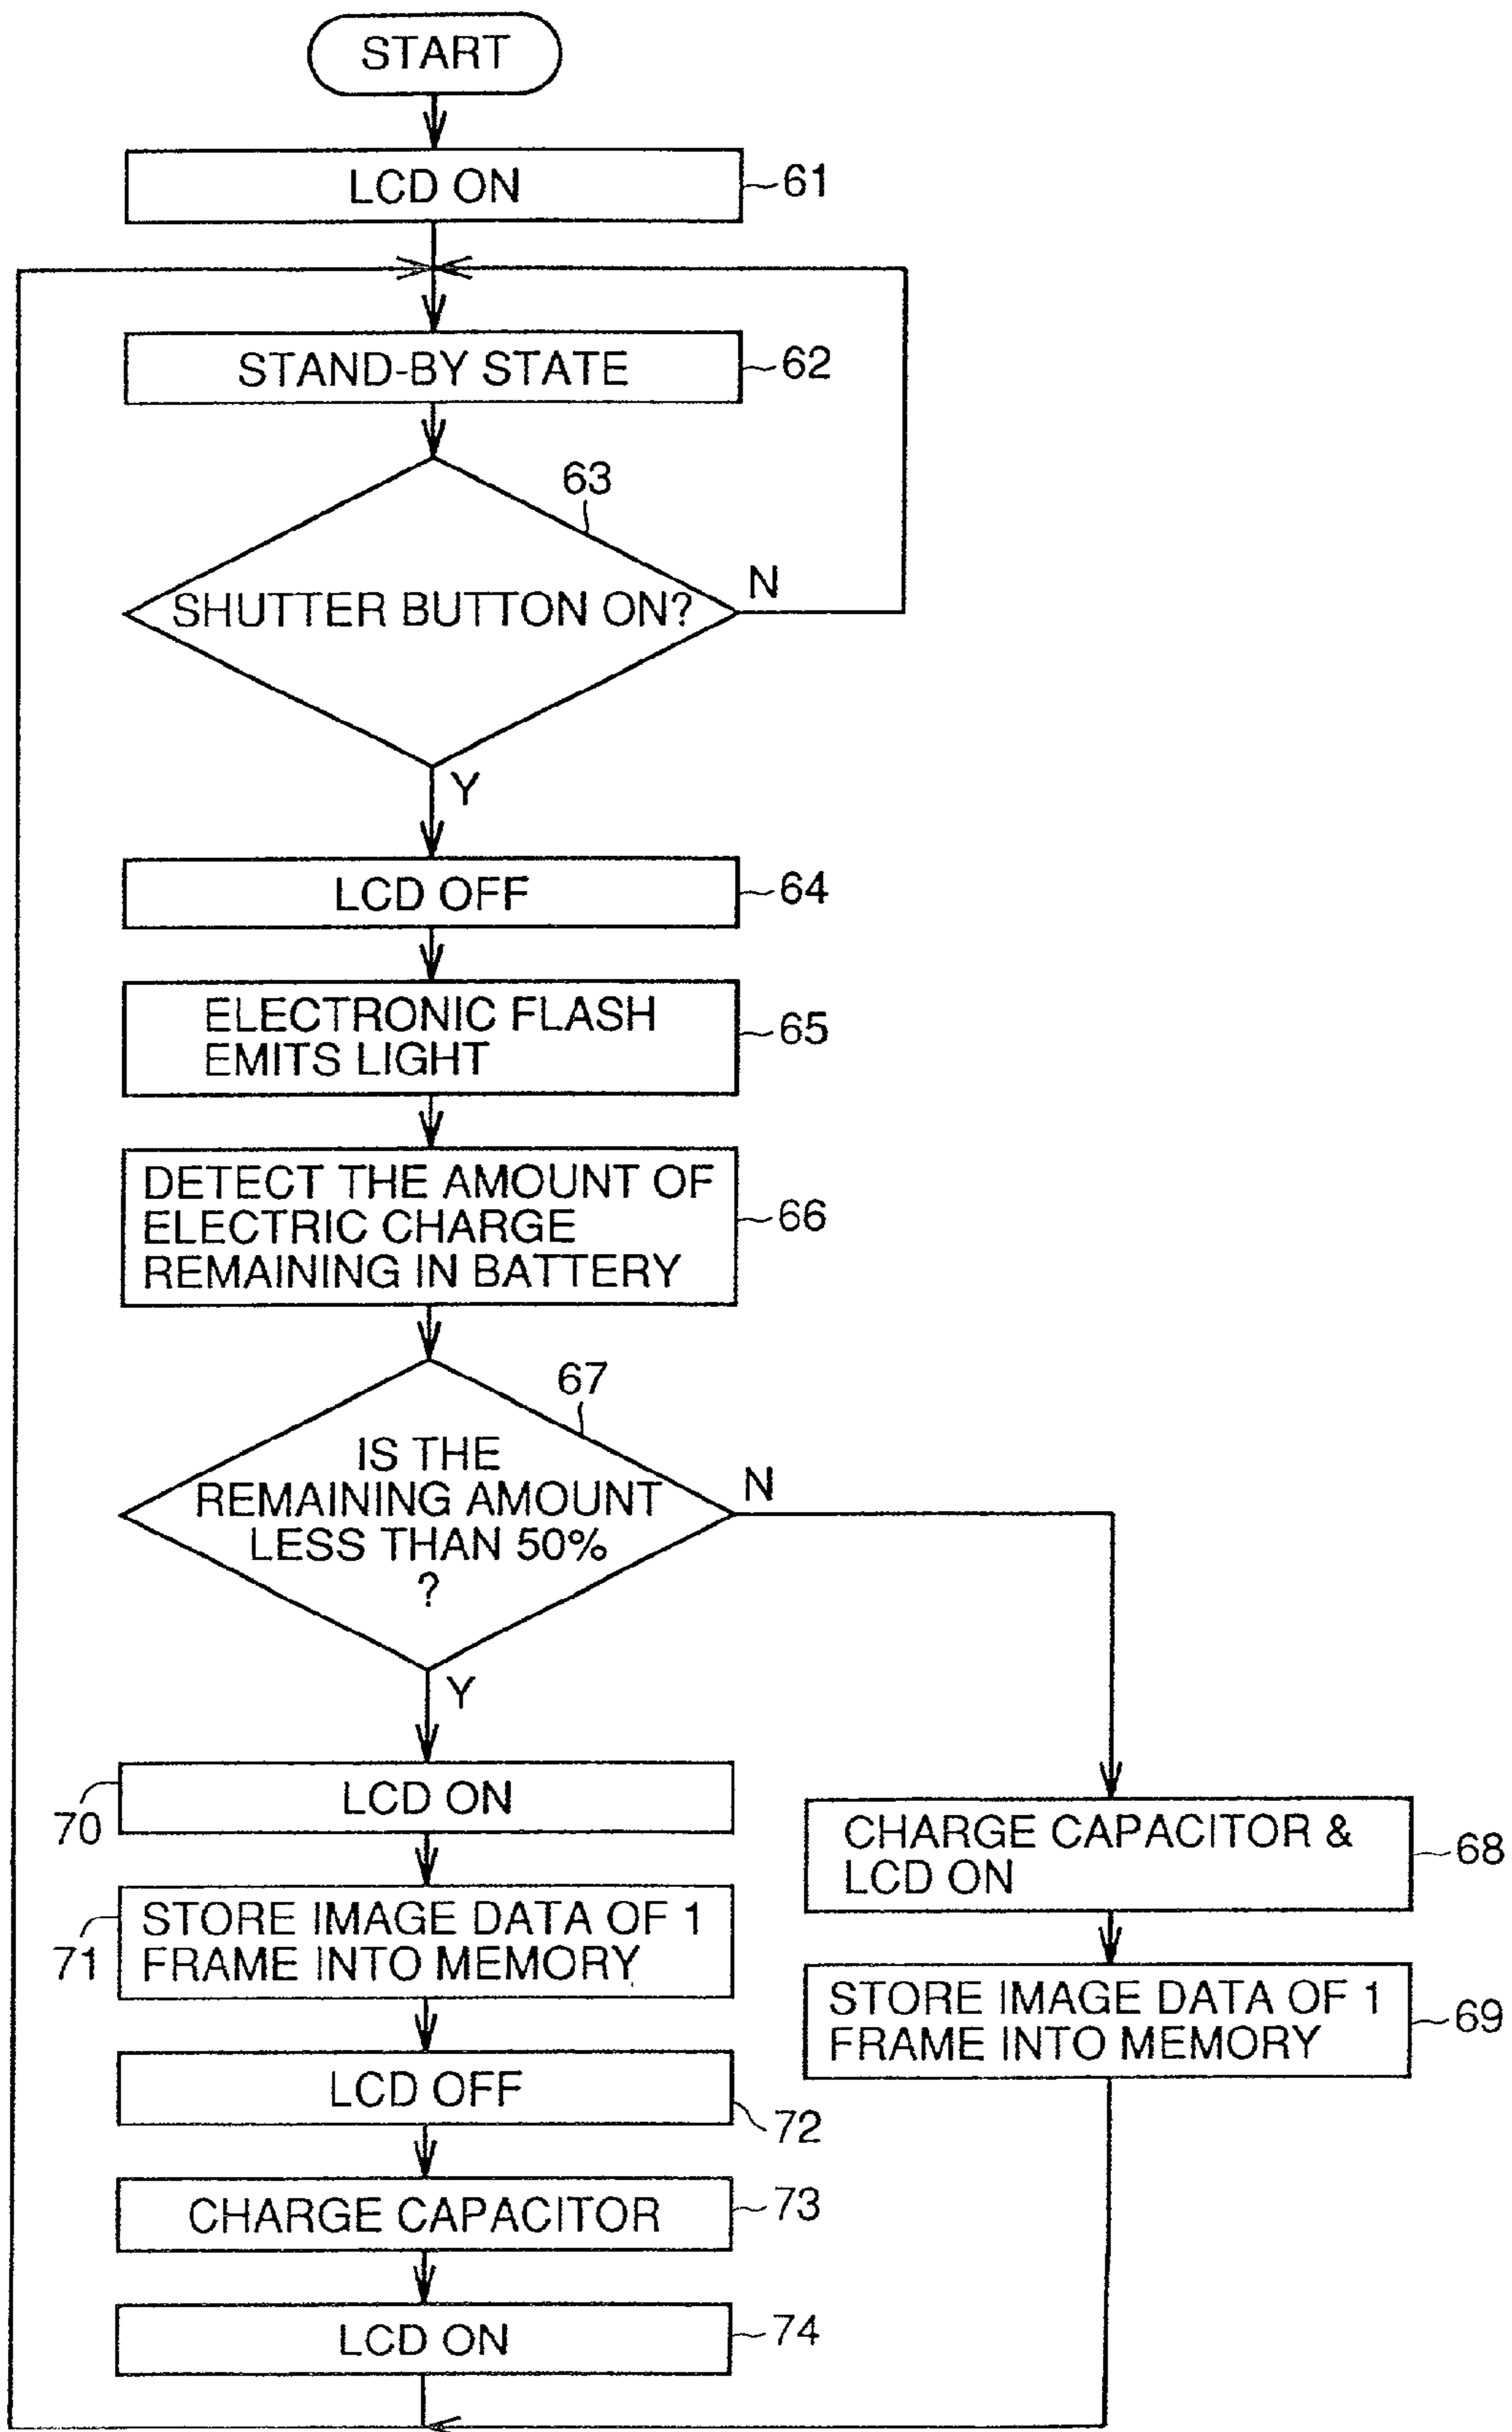 START
LCD ON
61
STAND-BY STATE
62
63
SHUTTER BUTTON ON?
N
Y
LCD OFF
64
ELECTRONIC FLASH
EMITS LIGHT
65
DETECT THE AMOUNT OF
ELECTRIC CHARGE
REMAINING IN BATTERY
66
67
IS THE
REMAINING AMOUNT
LESS THAN 50%
?
N
Y
70
LCD ON
71
STORE IMAGE DATA OF 1
FRAME INTO MEMORY
LCD OFF
72
CHARGE CAPACITOR
73
LCD ON
74
CHARGE CAPACITOR &
LCD ON
68
STORE IMAGE DATA OF 1
FRAME INTO MEMORY
69